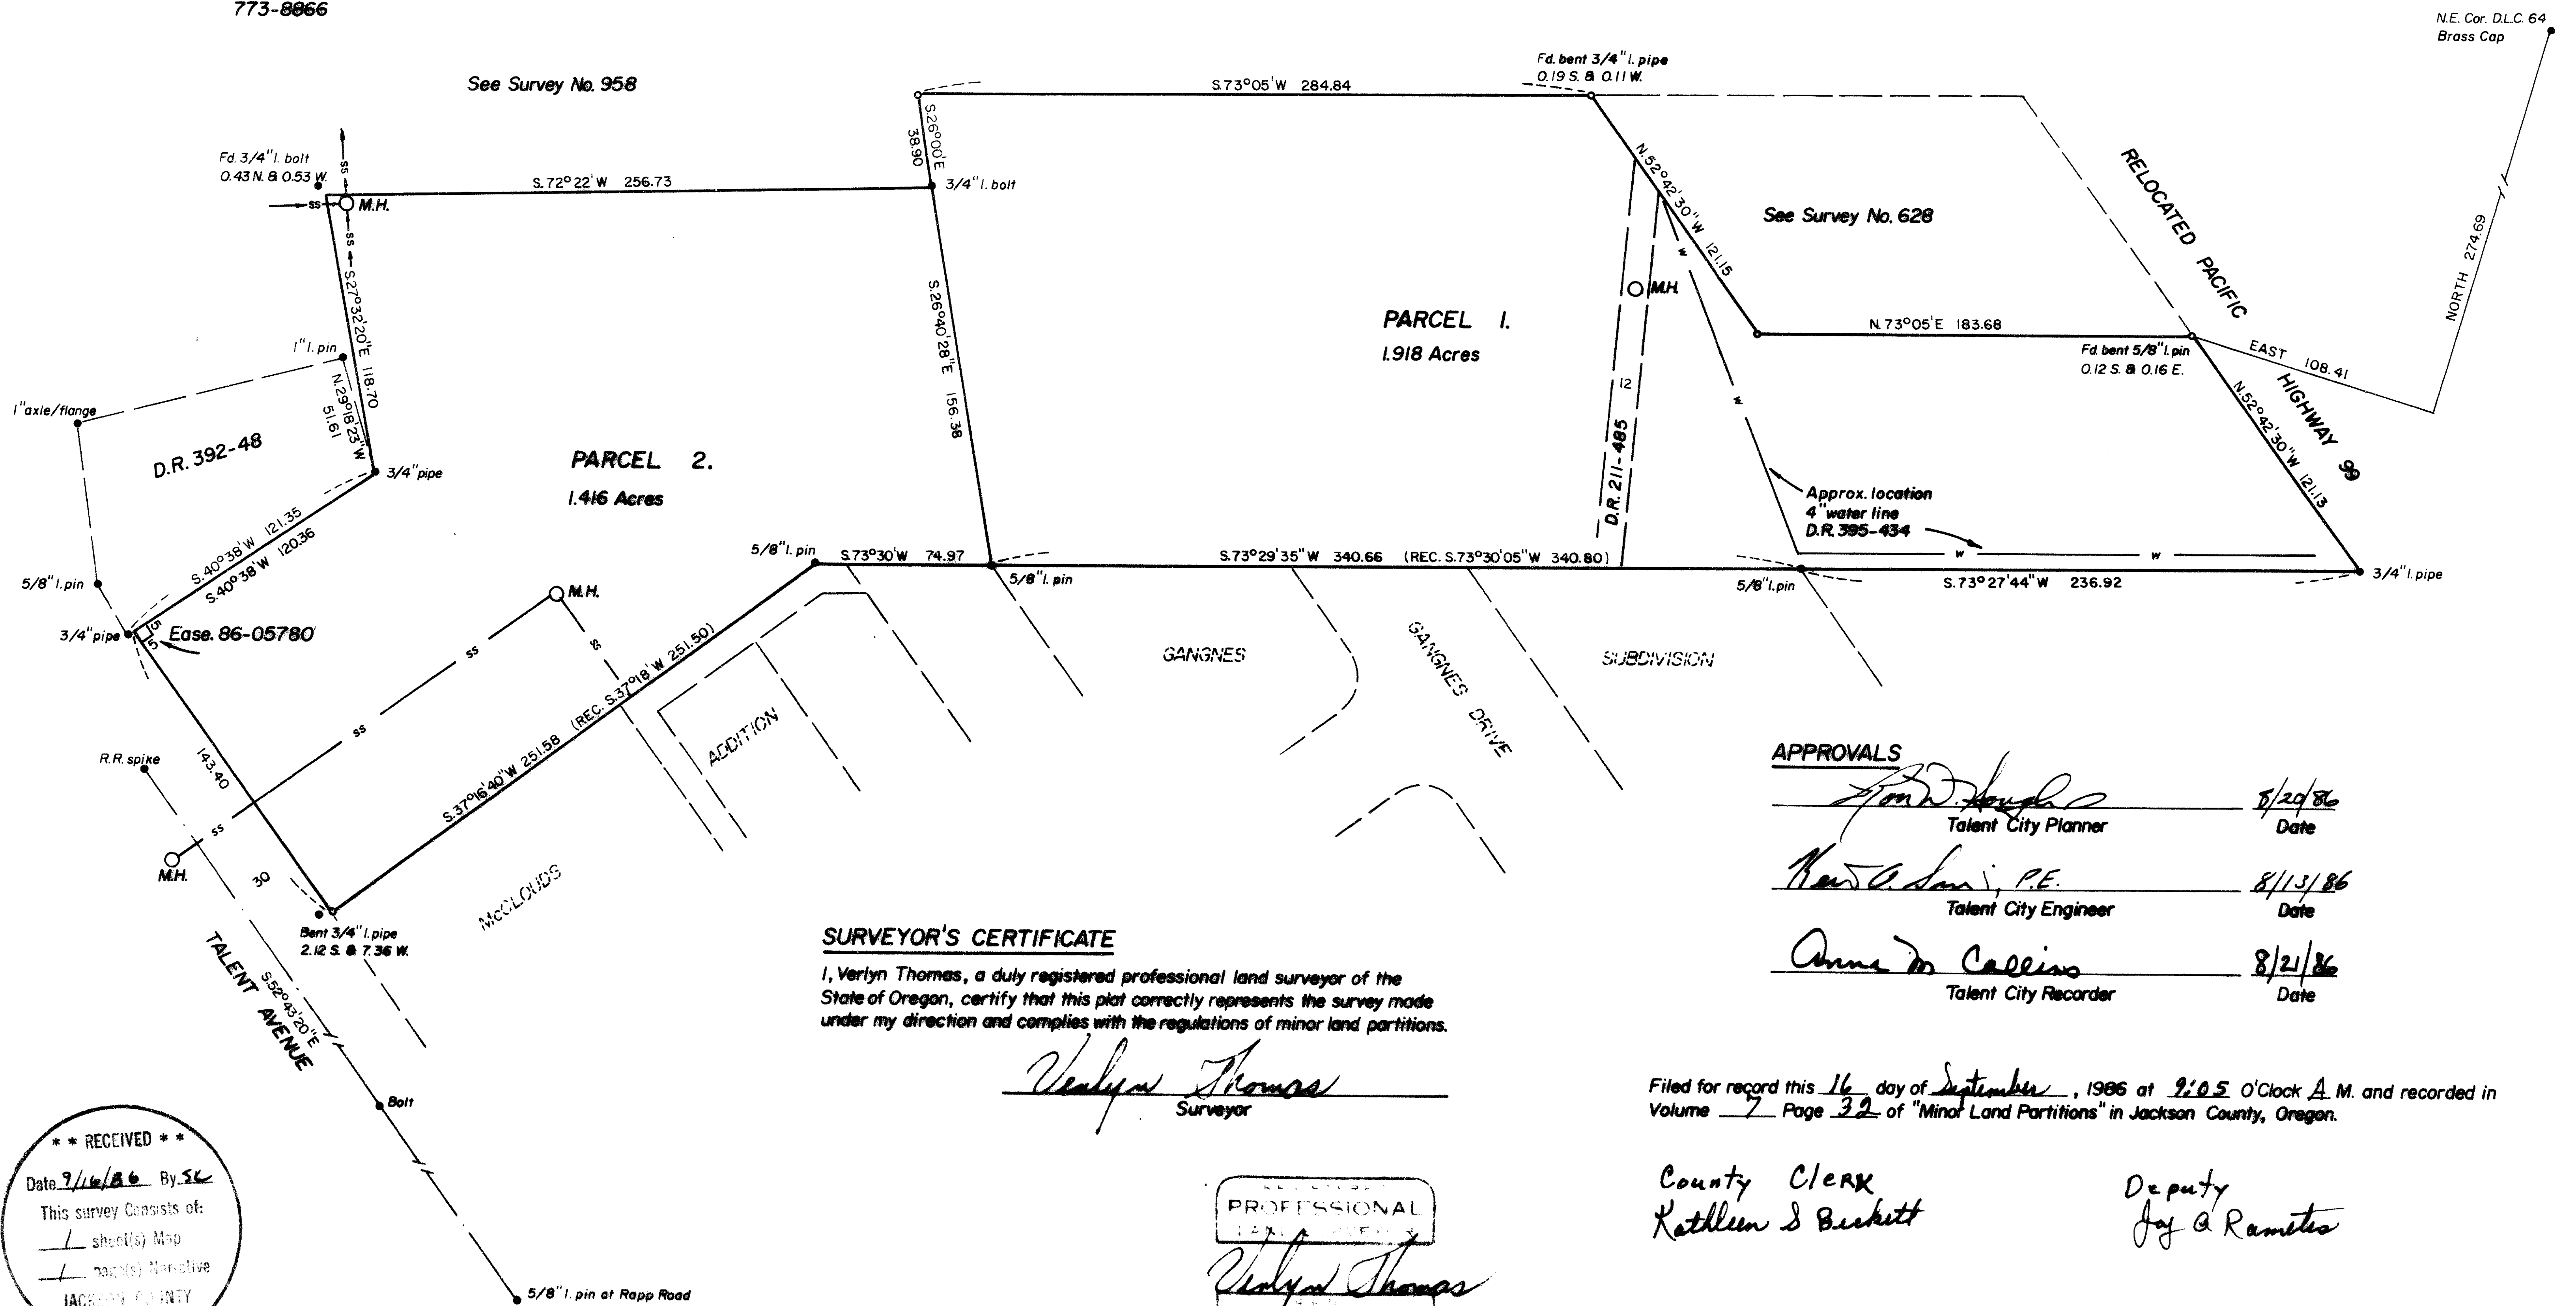 773-8866
N.E. Cor. D.L.C. 64
Brass Cap
See Survey No. 958
Fd. bent 3/4" I. pipe
0.19 S. & 0.11 W.
S.73°05'W 284.84
S.26°00'E
38.90
Fd. 3/4" I. bolt
0.43 N. & 0.53 W.
ss
ss
M.H.
S.72°22'W 256.73
3/4" I. bolt
N.52°42'30"W 121.15
See Survey No. 628
RELOCATED PACIFIC
HIGHWAY 99
NORTH 274.69
ss
S.27°32'20"E 118.70
S.26°40'28"E 156.38
PARCEL 1.
1.918 Acres
M.H.
w
N.73°05'E 183.68
Fd. bent 5/8" I. pin
0.12 S. & 0.16 E.
EAST 108.41
N.52°42'30"W 121.13
1" I. pin
N.29°18'23"W
51.61
1" axle/flange
D.R. 392-48
12
w
D.R. 211-485
PARCEL 2.
1.416 Acres
3/4" pipe
Approx. location
4" water line
D.R. 395-434
S.40°38'W 121.35
S.40°38'W 120.36
5/8" I. pin
5/8" I. pin
S.73°30'W 74.97
5/8" I. pin
S.73°29'35"W 340.66 (REC. S.73°30'05"W 340.80)
w
w
5/8" I. pin
S.73°27'44"W 236.92
3/4" I. pipe
M.H.
3/4" pipe
5
5
Ease. 86-05780
ss
ss
ss
ss
GANGNES
GANGNES DRIVE
SUBDIVISION
S.37°16'40"W 251.58 (REC. S.37°18'W 251.50)
ADDITION
McCLOUDS
R.R. spike
143.40
M.H.
30
Bent 3/4" I. pipe
2.12 S. & 7.36 W.
TALENT AVENUE
S.52°43'20"E
Bolt
5/8" I. pin at Rapp Road
APPROVALS
8/20/86
Talent City Planner Date
P.E. 8/13/86
Talent City Engineer Date
Anna M Callins 8/21/86
Talent City Recorder Date
SURVEYOR'S CERTIFICATE
I, Verlyn Thomas, a duly registered professional land surveyor of the
State of Oregon, certify that this plat correctly represents the survey made
under my direction and complies with the regulations of minor land partitions.
Verlyn Thomas
Surveyor
Filed for record this 16 day of September, 1986 at 9:05 O'Clock A M. and recorded in
Volume 7 Page 32 of "Minor Land Partitions" in Jackson County, Oregon.
County Clerk
Kathleen S Beckett
Deputy
* * RECEIVED * *
Date 9/16/86 By SK
This survey Consists of:
1 sheet(s) Map
1 page(s) Narrative
JACKSON COUNTY
PROFESSIONAL
Verlyn Thomas